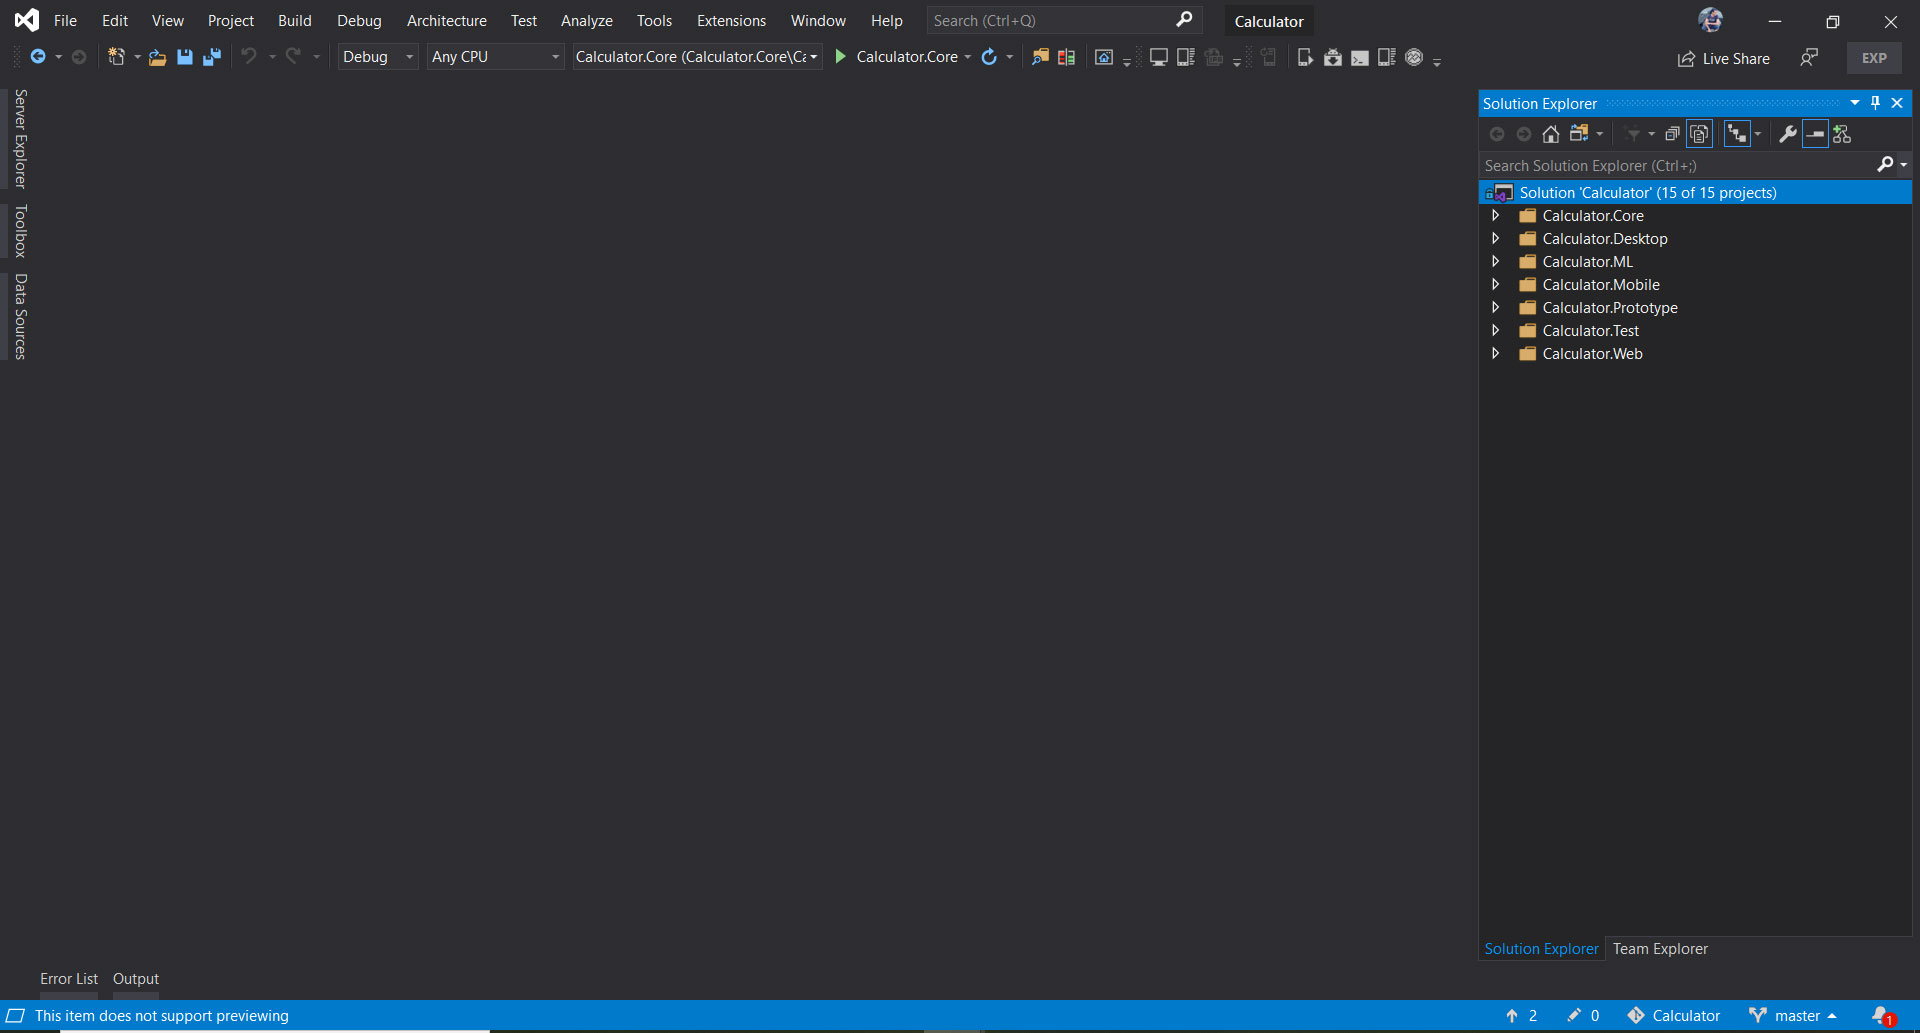 File Edit View Project Build Debug Architecture Test Analyze Tools Extensions Window Help Search (Ctrl+Q) Calculator
Debug Any CPU Calculator.Core (Calculator.Core\Ca Calculator.Core Live Share EXP
Server Explorer
Toolbox
Data Sources
Solution Explorer
Search Solution Explorer (Ctrl+;)
Solution 'Calculator' (15 of 15 projects)
Calculator.Core
Calculator.Desktop
Calculator.ML
Calculator.Mobile
Calculator.Prototype
Calculator.Test
Calculator.Web
Solution Explorer Team Explorer
Error List Output
This item does not support previewing 2 0 Calculator master 1